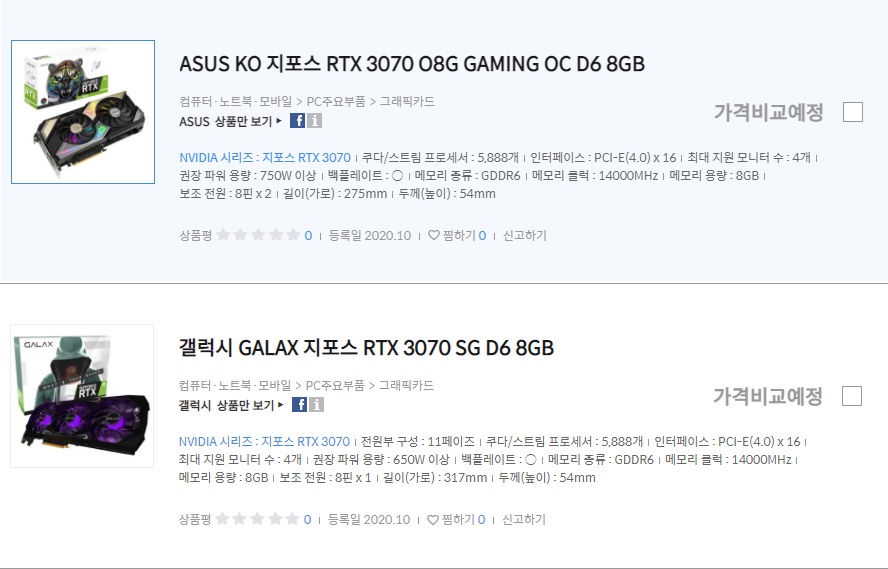 ASUS KO 지포스 RTX 3070 O8G GAMING OC D6 8GB
컴퓨터·노트북·모바일 > PC주요부품 > 그래픽카드
ASUS 상품만 보기 ▸ f i
가격비교예정
NVIDIA 시리즈 : 지포스 RTX 3070 | 쿠다/스트림 프로세서 : 5,888개 | 인터페이스 : PCI-E(4.0) x 16 | 최대 지원 모니터 수 : 4개 |
권장 파워 용량 : 750W 이상 | 백플레이트 : ○ | 메모리 종류 : GDDR6 | 메모리 클럭 : 14000MHz | 메모리 용량 : 8GB |
보조 전원 : 8핀 x 2 | 길이(가로) : 275mm | 두께(높이) : 54mm
상품평 ★★★★★ 0 | 등록일 2020.10 | ♡ 찜하기 0 | 신고하기
GALAX
RTX
갤럭시 GALAX 지포스 RTX 3070 SG D6 8GB
컴퓨터·노트북·모바일 > PC주요부품 > 그래픽카드
갤럭시 상품만 보기 ▸ f i
가격비교예정
NVIDIA 시리즈 : 지포스 RTX 3070 | 전원부 구성 : 11페이즈 | 쿠다/스트림 프로세서 : 5,888개 | 인터페이스 : PCI-E(4.0) x 16 |
최대 지원 모니터 수 : 4개 | 권장 파워 용량 : 650W 이상 | 백플레이트 : ○ | 메모리 종류 : GDDR6 | 메모리 클럭 : 14000MHz |
메모리 용량 : 8GB | 보조 전원 : 8핀 x 1 | 길이(가로) : 317mm | 두께(높이) : 54mm
상품평 ★★★★★ 0 | 등록일 2020.10 | ♡ 찜하기 0 | 신고하기